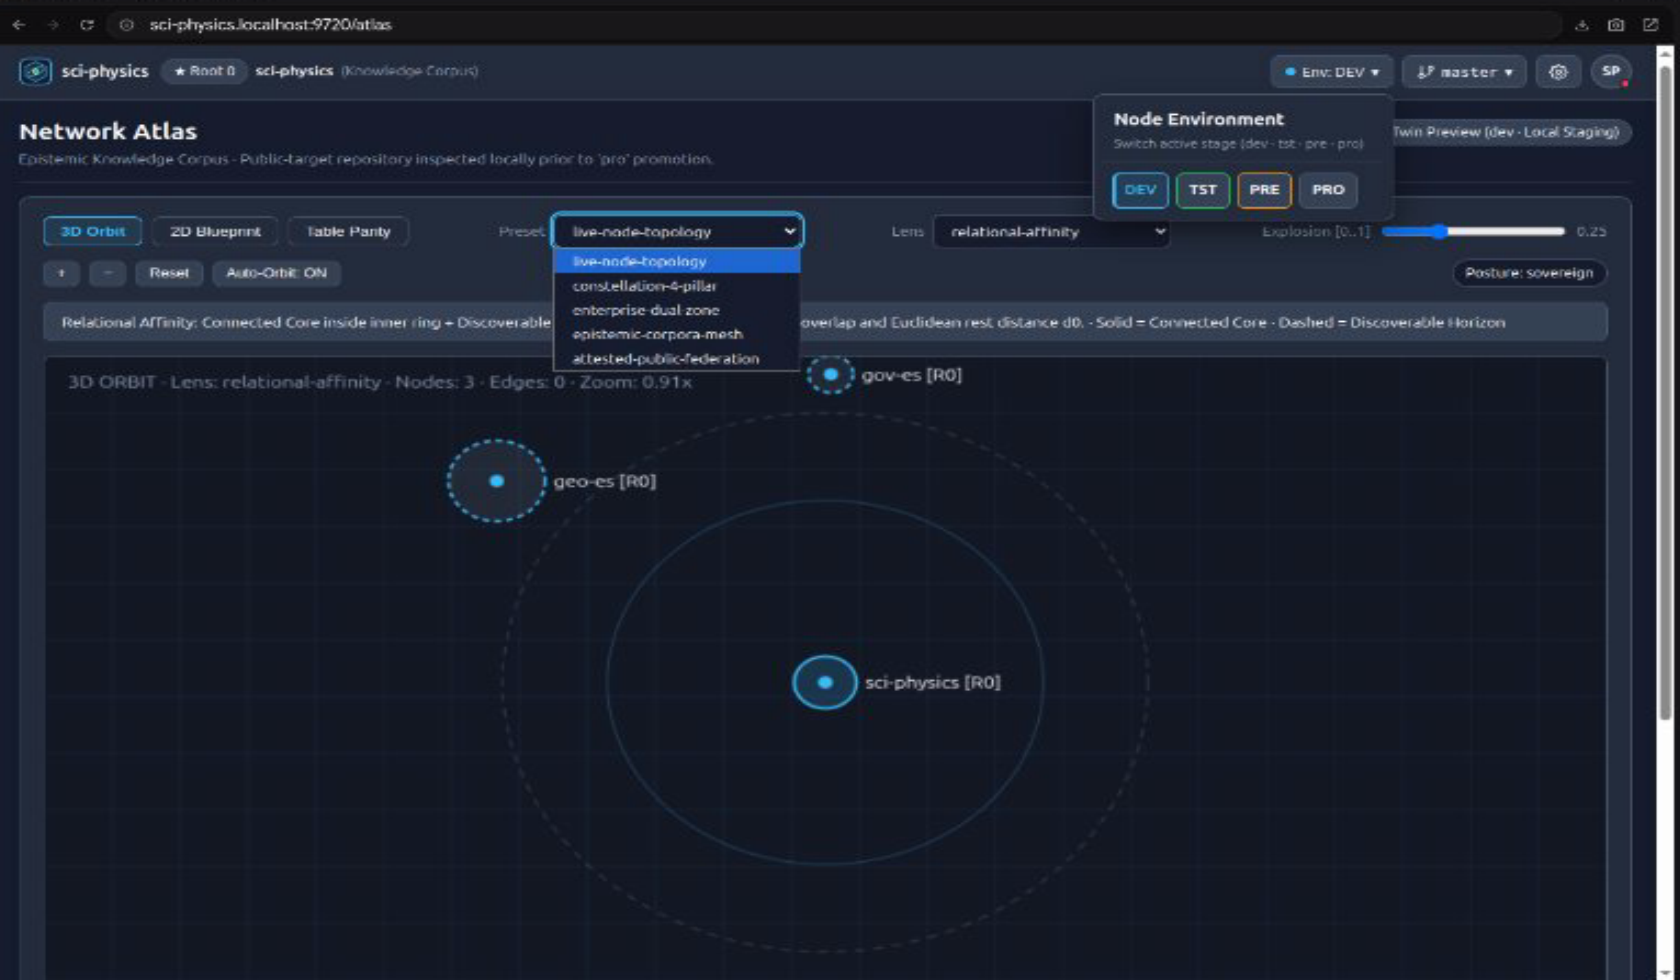 sci-physics.localhost:9720/atlas
sci-physics ★ Root 0 sci-physics (Knowledge Corpus)
Env: DEV ▾ master ▾ SP
Network Atlas
Epistemic Knowledge Corpus · Public-target repository inspected locally prior to 'pro' promotion.
Node Environment
Switch active stage (dev · tst · pre · pro)
DEV TST PRE PRO
Twin Preview (dev · Local Staging)
3D Orbit 2D Blueprint Table Parity Preset live-node-topology Lens relational-affinity Explosion [0..1] 0.25
live-node-topology
constellation-4-pillar
enterprise-dual-zone
epistemic-corpora-mesh
attested-public-federation
+ − Reset Auto-Orbit: ON Posture: sovereign
Relational Affinity: Connected Core inside inner ring + Discoverable overlap and Euclidean rest distance d0. · Solid = Connected Core · Dashed = Discoverable Horizon
3D ORBIT · Lens: relational-affinity · Nodes: 3 · Edges: 0 · Zoom: 0.91x
gov-es [R0]
geo-es [R0]
sci-physics [R0]